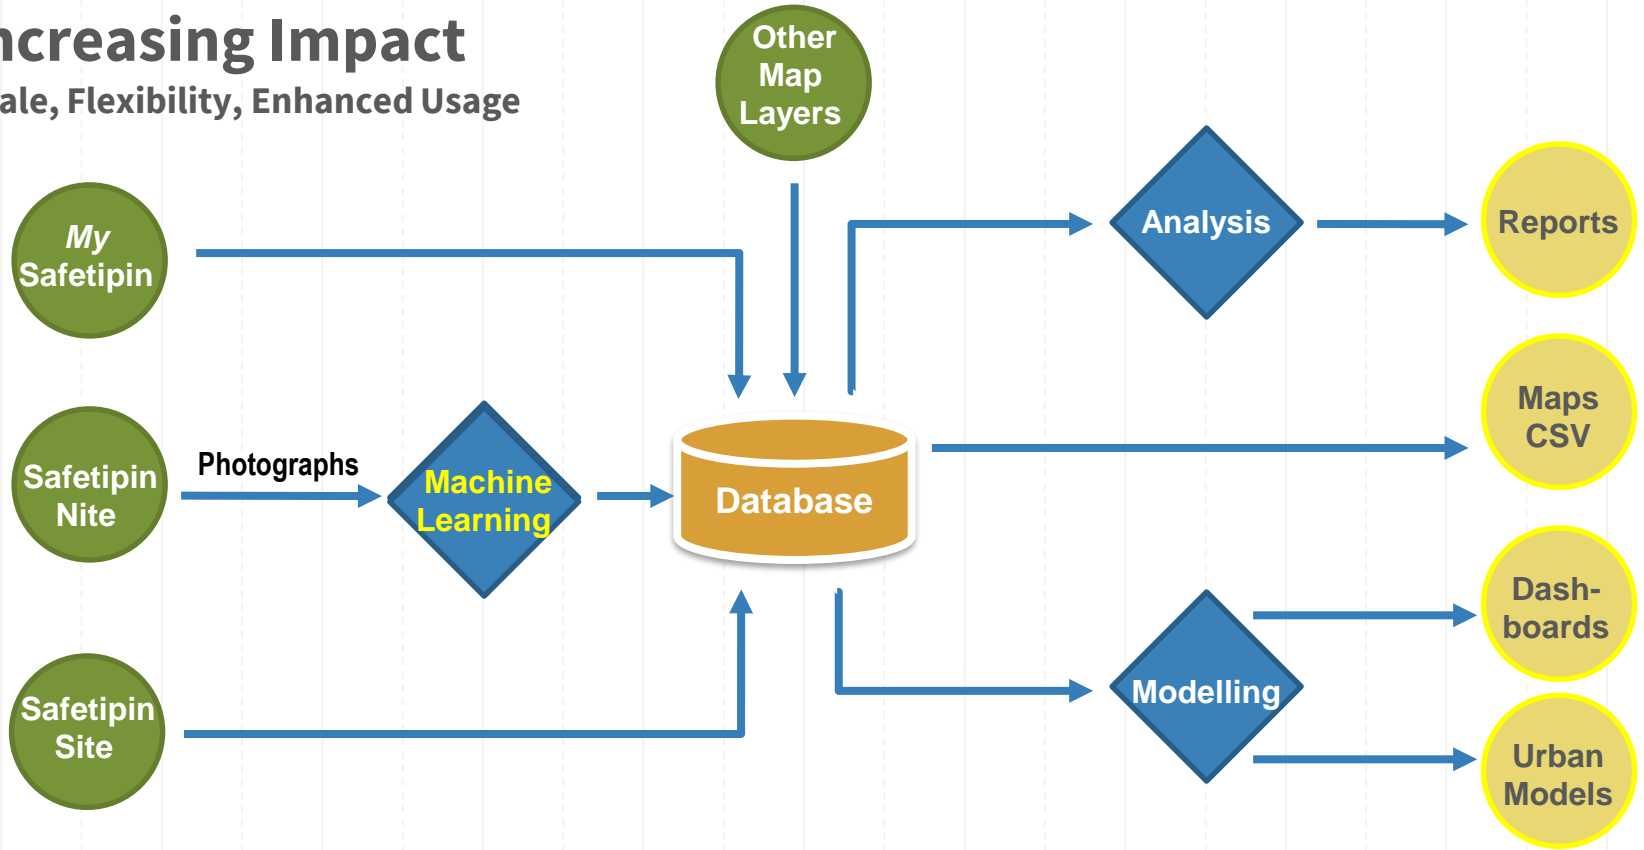 ncreasing Impact
ale, Flexibility, Enhanced Usage
Other
Map
Layers
My
Safetipin
Analysis
Reports
Maps
CSV
Safetipin
Nite
Photographs
Machine
Learning
Database
Dash-
boards
Safetipin
Site
Modelling
Urban
Models